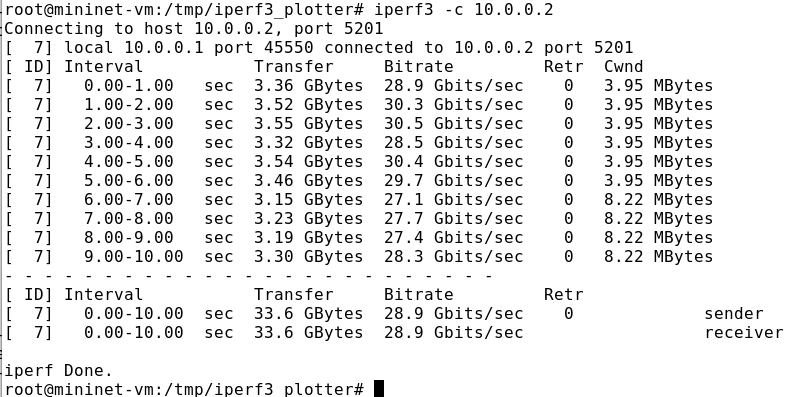 root@mininet-vm:/tmp/iperf3_plotter# iperf3 -c 10.0.0.2
Connecting to host 10.0.0.2, port 5201
[  7] local 10.0.0.1 port 45550 connected to 10.0.0.2 port 5201
[ ID] Interval           Transfer     Bitrate         Retr  Cwnd
[  7]   0.00-1.00   sec  3.36 GBytes  28.9 Gbits/sec    0   3.95 MBytes
[  7]   1.00-2.00   sec  3.52 GBytes  30.3 Gbits/sec    0   3.95 MBytes
[  7]   2.00-3.00   sec  3.55 GBytes  30.5 Gbits/sec    0   3.95 MBytes
[  7]   3.00-4.00   sec  3.32 GBytes  28.5 Gbits/sec    0   3.95 MBytes
[  7]   4.00-5.00   sec  3.54 GBytes  30.4 Gbits/sec    0   3.95 MBytes
[  7]   5.00-6.00   sec  3.46 GBytes  29.7 Gbits/sec    0   3.95 MBytes
[  7]   6.00-7.00   sec  3.15 GBytes  27.1 Gbits/sec    0   8.22 MBytes
[  7]   7.00-8.00   sec  3.23 GBytes  27.7 Gbits/sec    0   8.22 MBytes
[  7]   8.00-9.00   sec  3.19 GBytes  27.4 Gbits/sec    0   8.22 MBytes
[  7]   9.00-10.00  sec  3.30 GBytes  28.3 Gbits/sec    0   8.22 MBytes
- - - - - - - - - - - - - - - - - - - - - - - - -
[ ID] Interval           Transfer     Bitrate         Retr
[  7]   0.00-10.00  sec  33.6 GBytes  28.9 Gbits/sec    0             sender
[  7]   0.00-10.00  sec  33.6 GBytes  28.9 Gbits/sec                  receiver
iperf Done.
root@mininet-vm:/tmp/iperf3_plotter#